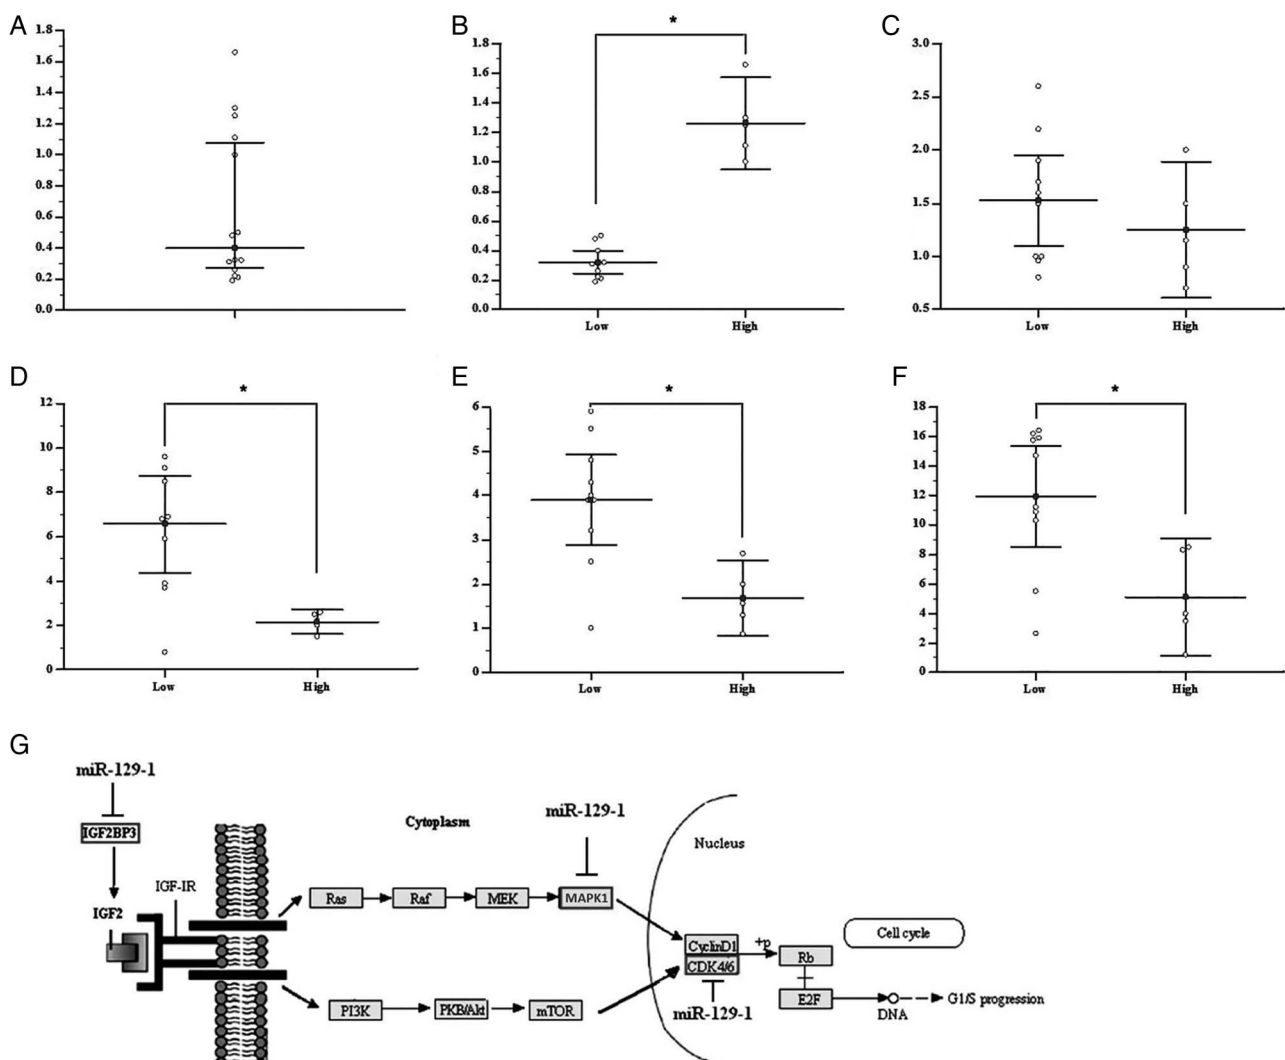 A
1.8
1.6
1.4
1.2
1.0
0.8
0.6
0.4
0.2
0.0
B
*
1.8
1.6
1.4
1.2
1.0
0.8
0.6
0.4
0.2
0.0
Low High
C
3.0
2.5
2.0
1.5
1.0
0.5
Low High
D
*
12
10
8
6
4
2
0
Low High
E
*
6
5
4
3
2
1
0
Low High
F
*
18
16
14
12
10
8
6
4
2
0
Low High
G
miR-129-1
IGF2BP3
IGF2
IGF-IR
Cytoplasm
miR-129-1
Ras Raf MEK MAPK1
PI3K PKB/Akt mTOR
Nucleus
CyclinD1
CDK4/6
miR-129-1
+p
Rb
E2F
Cell cycle
DNA
G1/S progression